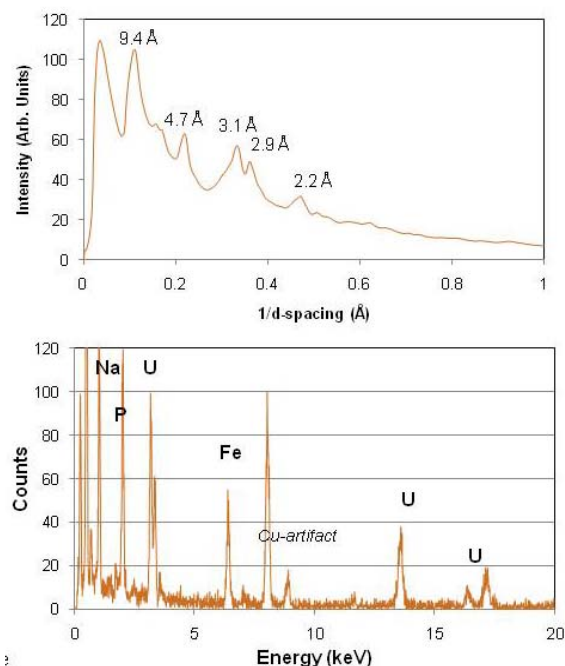 120
100
80
60
40
20
0
Intensity (Arb. Units)
9.4 Å
4.7 Å
3.1 Å
2.9 Å
2.2 Å
0 0.2 0.4 0.6 0.8 1
1/d-spacing (Å)
120
100
80
60
40
20
0
Counts
Na U
P
Fe
Cu-artifact
U
U
0 5 10 15 20
Energy (keV)
e